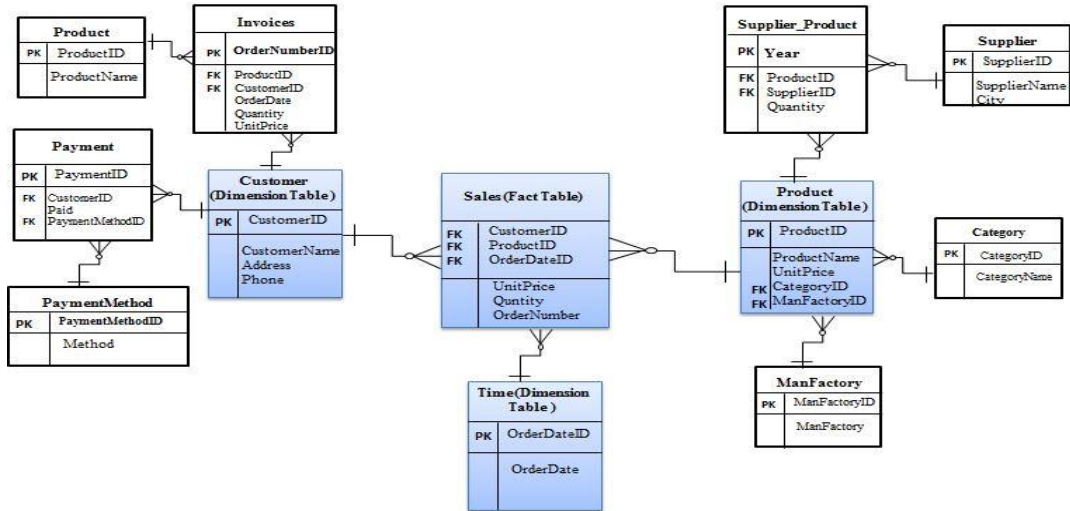 Product
PK ProductID
ProductName
Invoices
PK OrderNumberID
FK ProductID
FK CustomerID
OrderDate
Quantity
UnitPrice
Supplier_Product
PK Year
FK ProductID
FK SupplierID
Quantity
Supplier
PK SupplierID
SupplierName
City
Payment
PK PaymentID
FK CustomerID
Paid
FK PaymentMethodID
Customer
(Dimension Table)
PK CustomerID
CustomerName
Address
Phone
Sales(Fact Table)
FK CustomerID
FK ProductID
FK OrderDateID
UnitPrice
Quntity
OrderNumber
Product
(Dimension Table)
PK ProductID
ProductName
UnitPrice
FK CategoryID
FK ManFactoryID
Category
PK CategoryID
CategoryName
PaymentMethod
PK PaymentMethodID
Method
Time(Dimension
Table )
PK OrderDateID
OrderDate
ManFactory
PK ManFactoryID
ManFactory